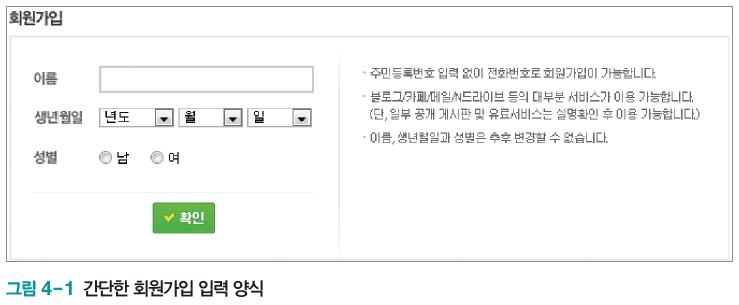 회원가입
이름
생년월일 년도 월 일
성별 남 여
✓ 확인
· 주민등록번호 입력 없이 전화번호로 회원가입이 가능합니다.
· 블로그/카페/메일/N드라이브 등의 대부분 서비스가 이용 가능합니다.
(단, 일부 공개 게시판 및 유료서비스는 실명확인 후 이용 가능합니다.)
· 이름, 생년월일과 성별은 추후 변경할 수 없습니다.
그림 4-1 간단한 회원가입 입력 양식